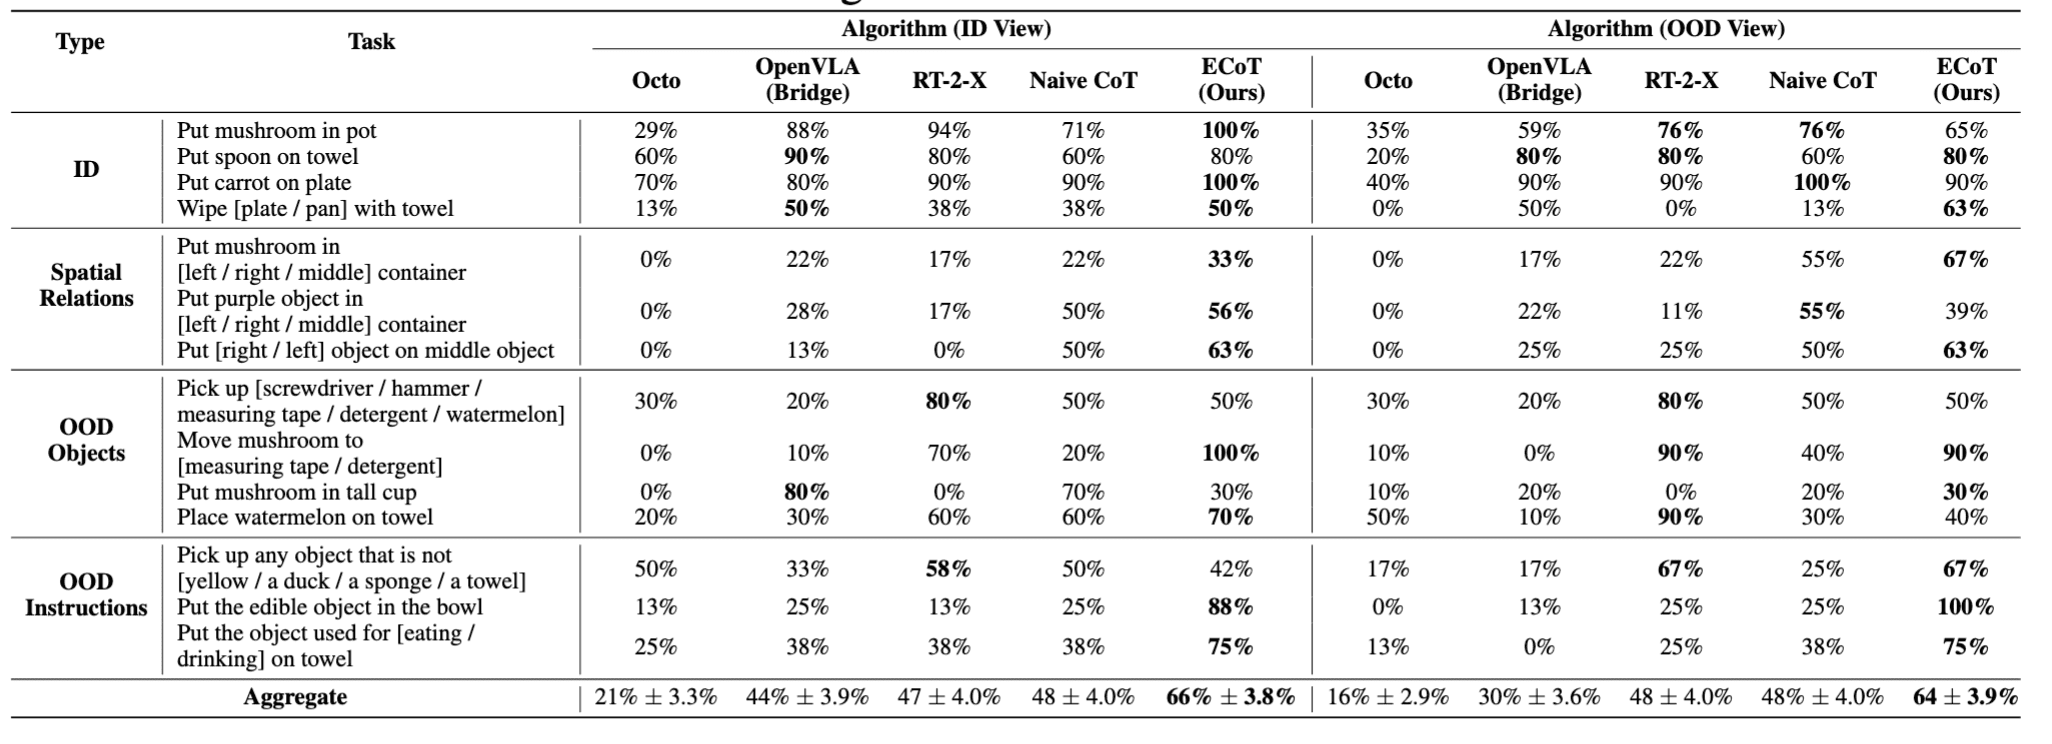 Algorithm (ID View) Algorithm (OOD View)
Type Task
Octo OpenVLA (Bridge) RT-2-X Naive CoT ECoT (Ours) Octo OpenVLA (Bridge) RT-2-X Naive CoT ECoT (Ours)
ID
Put mushroom in pot 29% 88% 94% 71% 100% 35% 59% 76% 76% 65%
Put spoon on towel 60% 90% 80% 60% 80% 20% 80% 80% 60% 80%
Put carrot on plate 70% 80% 90% 90% 100% 40% 90% 90% 100% 90%
Wipe [plate / pan] with towel 13% 50% 38% 38% 50% 0% 50% 0% 13% 63%
Spatial
Relations
Put mushroom in
[left / right / middle] container 0% 22% 17% 22% 33% 0% 17% 22% 55% 67%
Put purple object in
[left / right / middle] container 0% 28% 17% 50% 56% 0% 22% 11% 55% 39%
Put [right / left] object on middle object 0% 13% 0% 50% 63% 0% 25% 25% 50% 63%
OOD
Objects
Pick up [screwdriver / hammer /
measuring tape / detergent / watermelon] 30% 20% 80% 50% 50% 30% 20% 80% 50% 50%
Move mushroom to
[measuring tape / detergent] 0% 10% 70% 20% 100% 10% 0% 90% 40% 90%
Put mushroom in tall cup 0% 80% 0% 70% 30% 10% 20% 0% 20% 30%
Place watermelon on towel 20% 30% 60% 60% 70% 50% 10% 90% 30% 40%
OOD
Instructions
Pick up any object that is not
[yellow / a duck / a sponge / a towel] 50% 33% 58% 50% 42% 17% 17% 67% 25% 67%
Put the edible object in the bowl 13% 25% 13% 25% 88% 0% 13% 25% 25% 100%
Put the object used for [eating /
drinking] on towel 25% 38% 38% 38% 75% 13% 0% 25% 38% 75%
Aggregate 21% ± 3.3% 44% ± 3.9% 47 ± 4.0% 48 ± 4.0% 66% ± 3.8% 16% ± 2.9% 30% ± 3.6% 48 ± 4.0% 48% ± 4.0% 64 ± 3.9%